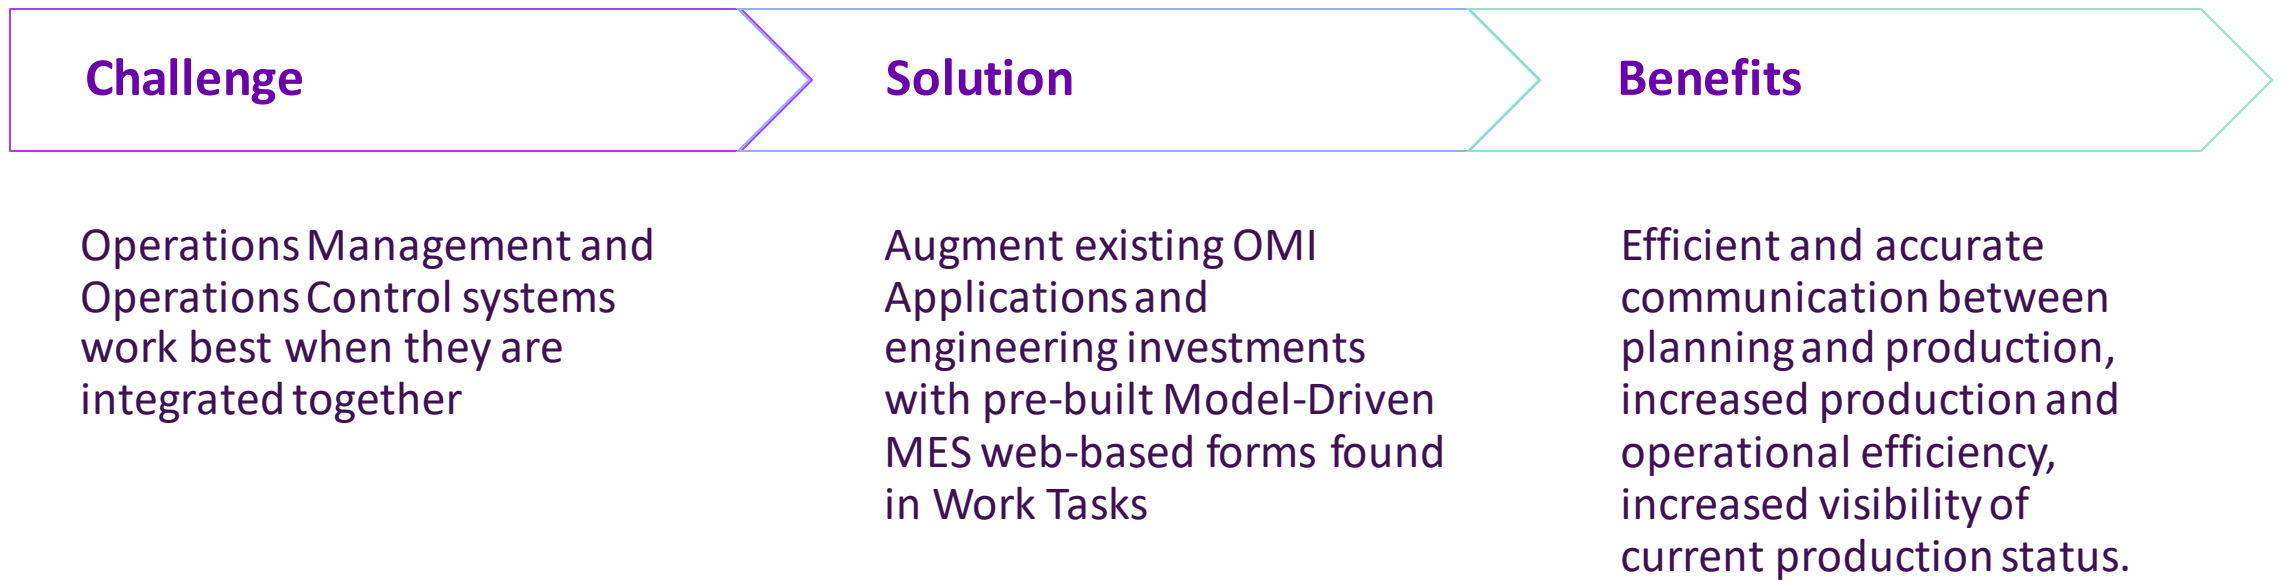 Challenge
Solution
Benefits
Operations Management and
Operations Control systems
work best when they are
integrated together
Augment existing OMI
Applications and
engineering investments
with pre-built Model-Driven
MES web-based forms found
in Work Tasks
Efficient and accurate
communication between
planning and production,
increased production and
operational efficiency,
increased visibility of
current production status.